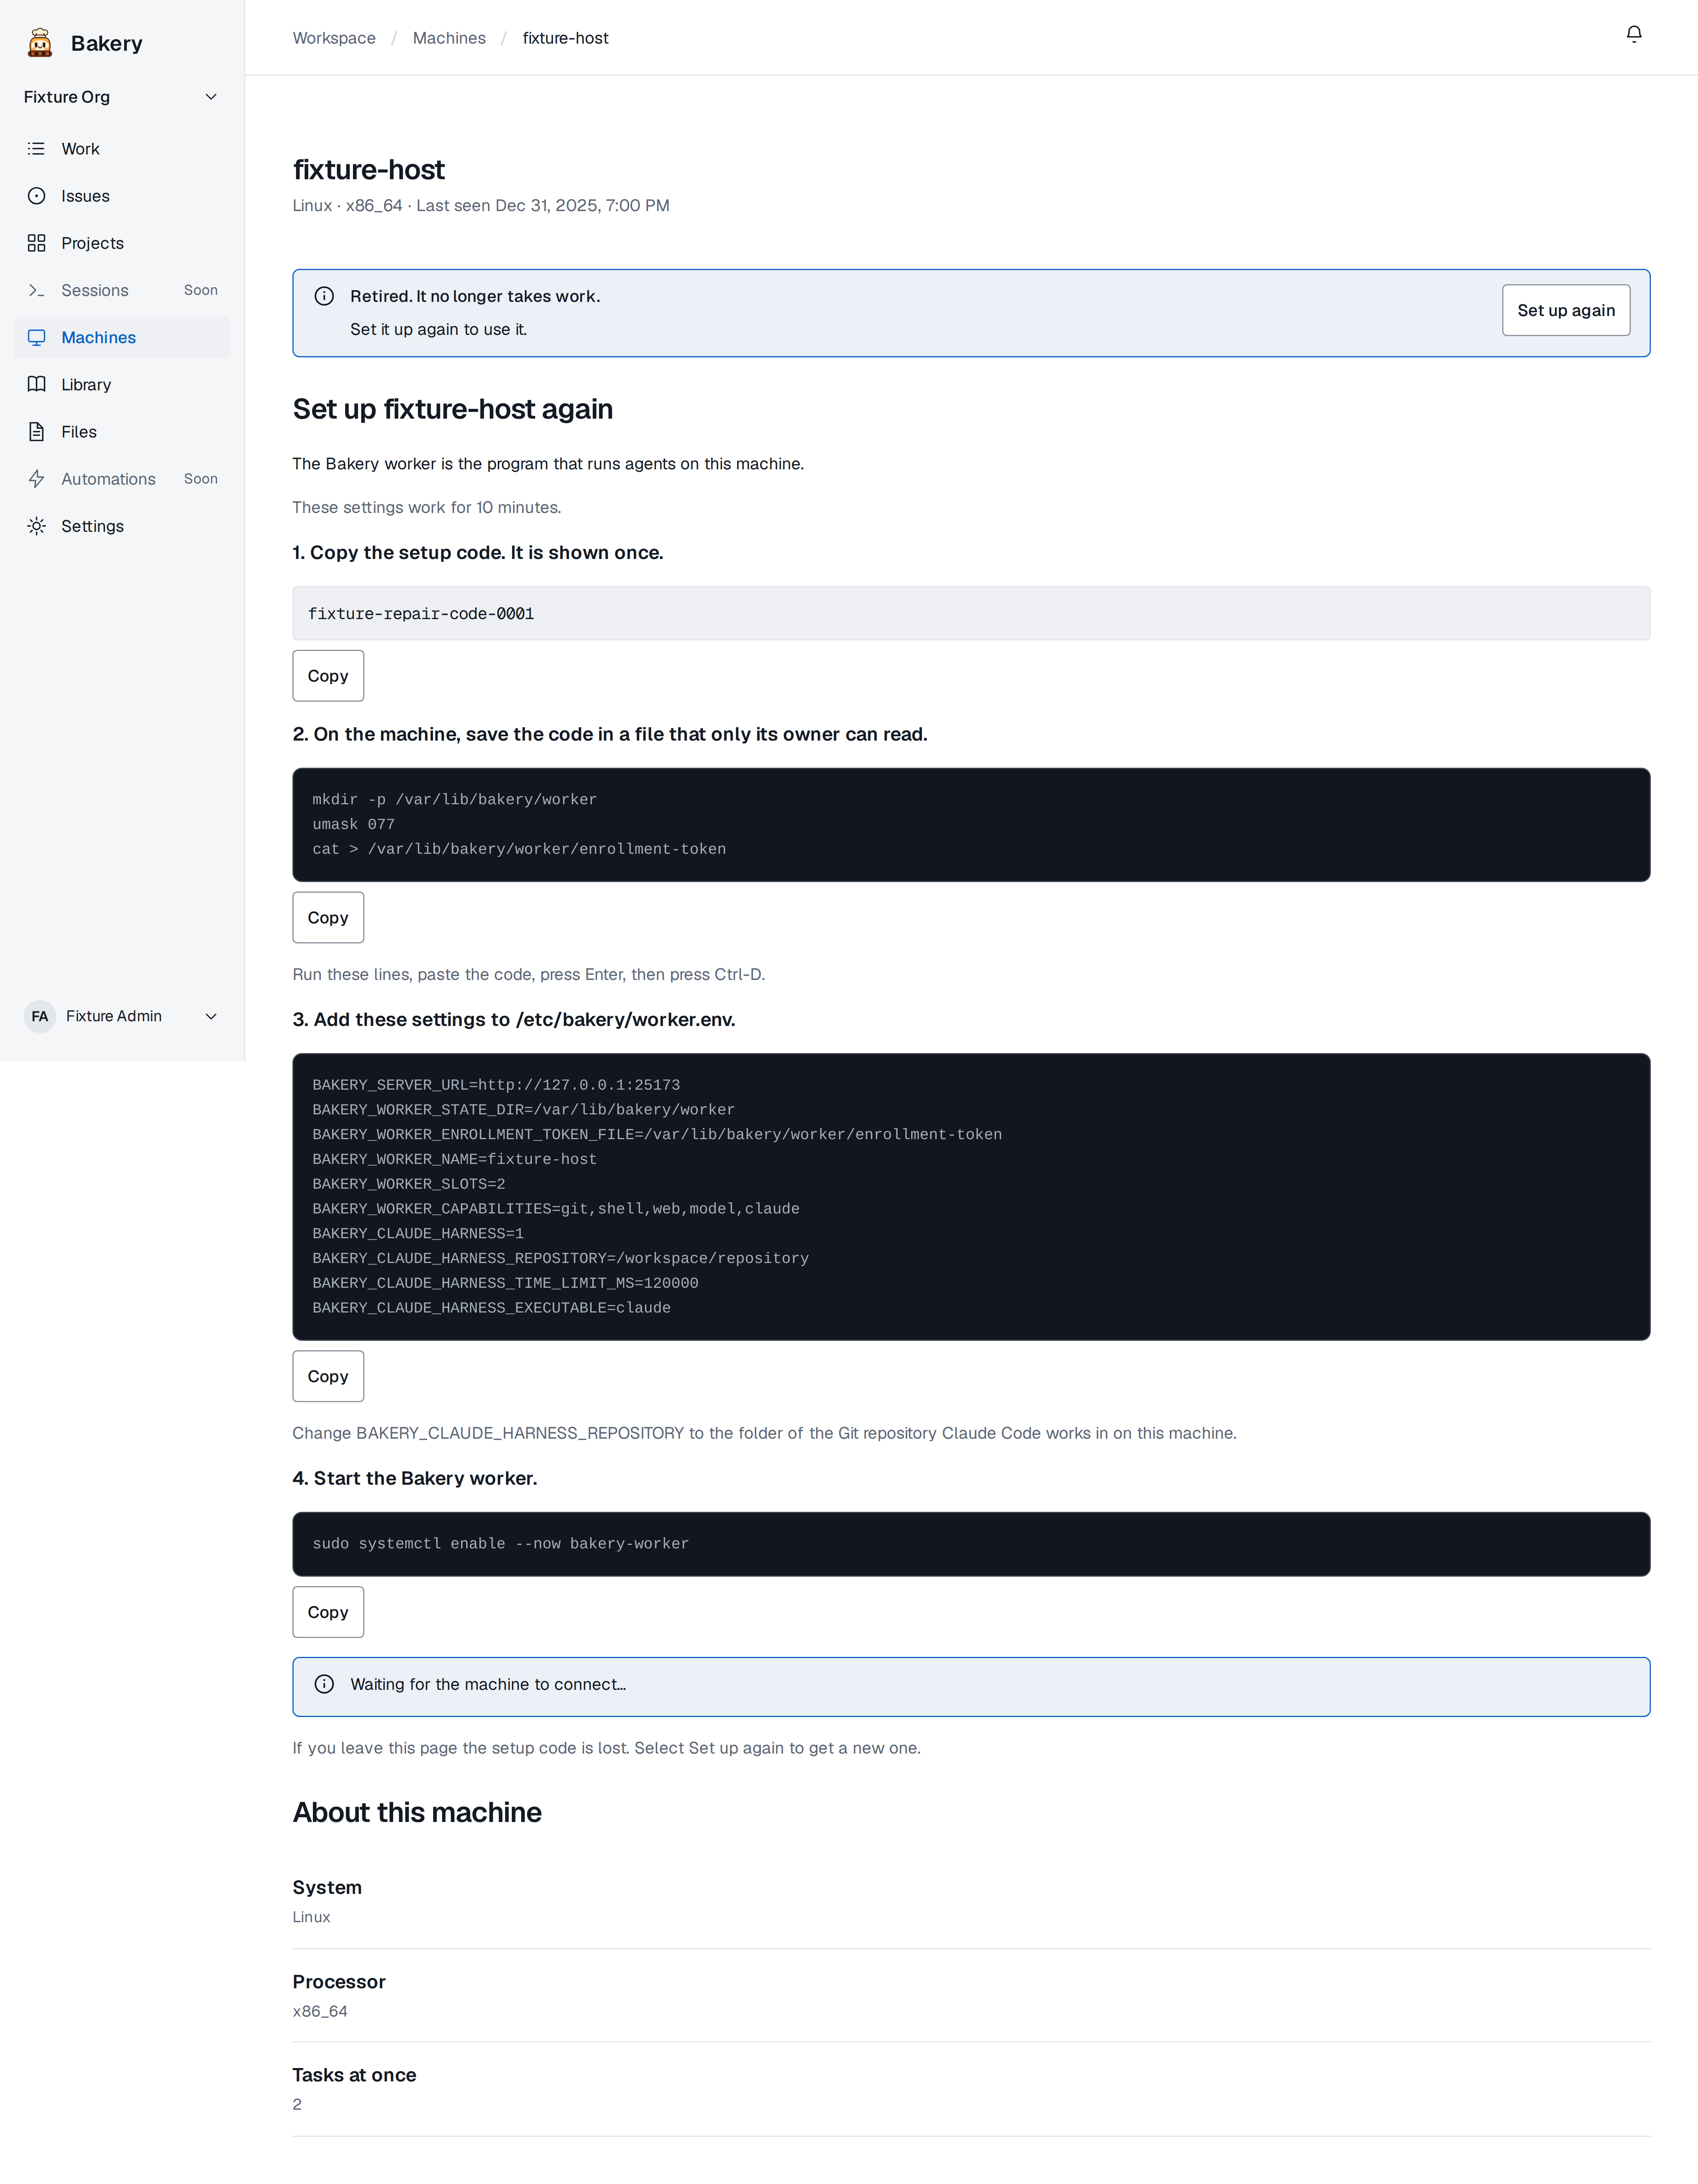 Bakery
Fixture Org
Work
Issues
Projects
Sessions Soon
Machines
Library
Files
Automations Soon
Settings
FA Fixture Admin
Workspace / Machines / fixture-host
fixture-host
Linux · x86_64 · Last seen Dec 31, 2025, 7:00 PM
Retired. It no longer takes work.
Set it up again to use it.
Set up again
Set up fixture-host again
The Bakery worker is the program that runs agents on this machine.
These settings work for 10 minutes.
1. Copy the setup code. It is shown once.
fixture-repair-code-0001
Copy
2. On the machine, save the code in a file that only its owner can read.
mkdir -p /var/lib/bakery/worker
umask 077
cat > /var/lib/bakery/worker/enrollment-token
Copy
Run these lines, paste the code, press Enter, then press Ctrl-D.
3. Add these settings to /etc/bakery/worker.env.
BAKERY_SERVER_URL=http://127.0.0.1:25173
BAKERY_WORKER_STATE_DIR=/var/lib/bakery/worker
BAKERY_WORKER_ENROLLMENT_TOKEN_FILE=/var/lib/bakery/worker/enrollment-token
BAKERY_WORKER_NAME=fixture-host
BAKERY_WORKER_SLOTS=2
BAKERY_WORKER_CAPABILITIES=git,shell,web,model,claude
BAKERY_CLAUDE_HARNESS=1
BAKERY_CLAUDE_HARNESS_REPOSITORY=/workspace/repository
BAKERY_CLAUDE_HARNESS_TIME_LIMIT_MS=120000
BAKERY_CLAUDE_HARNESS_EXECUTABLE=claude
Copy
Change BAKERY_CLAUDE_HARNESS_REPOSITORY to the folder of the Git repository Claude Code works in on this machine.
4. Start the Bakery worker.
sudo systemctl enable --now bakery-worker
Copy
Waiting for the machine to connect…
If you leave this page the setup code is lost. Select Set up again to get a new one.
About this machine
System
Linux
Processor
x86_64
Tasks at once
2